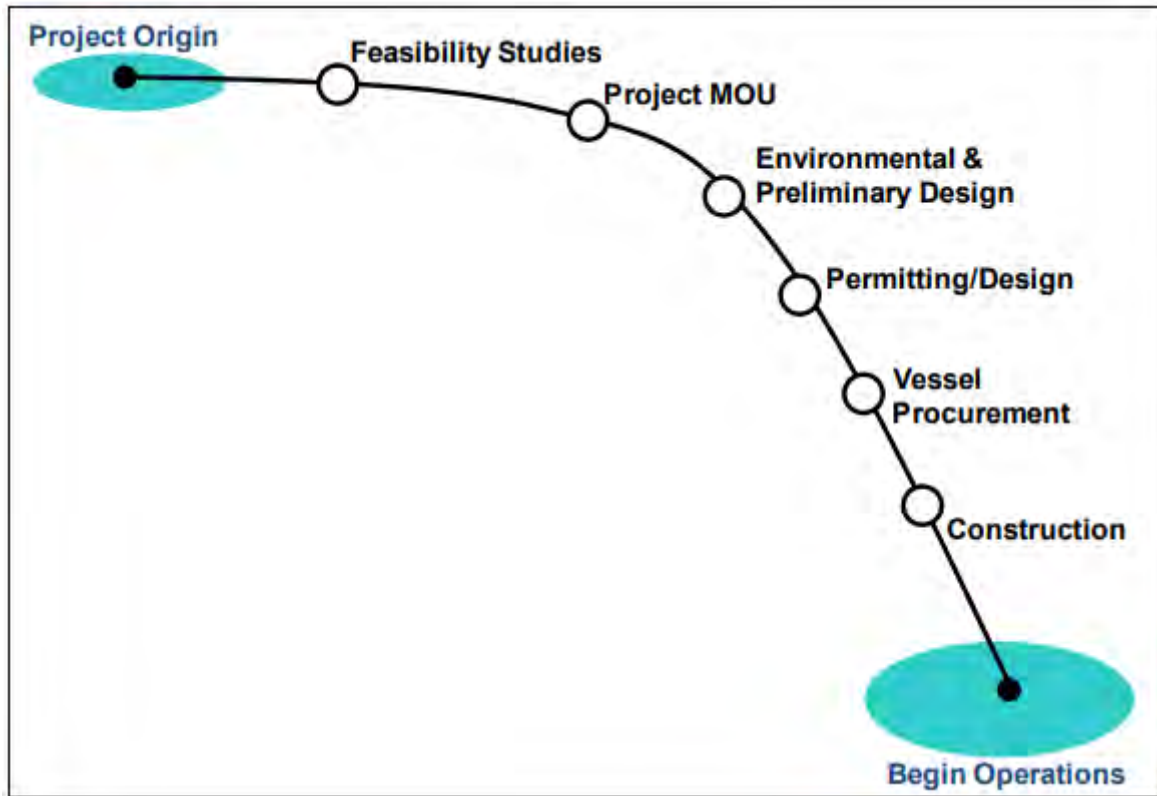 Project Origin
Feasibility Studies
Project MOU
Environmental &
Preliminary Design
Permitting/Design
Vessel
Procurement
Construction
Begin Operations